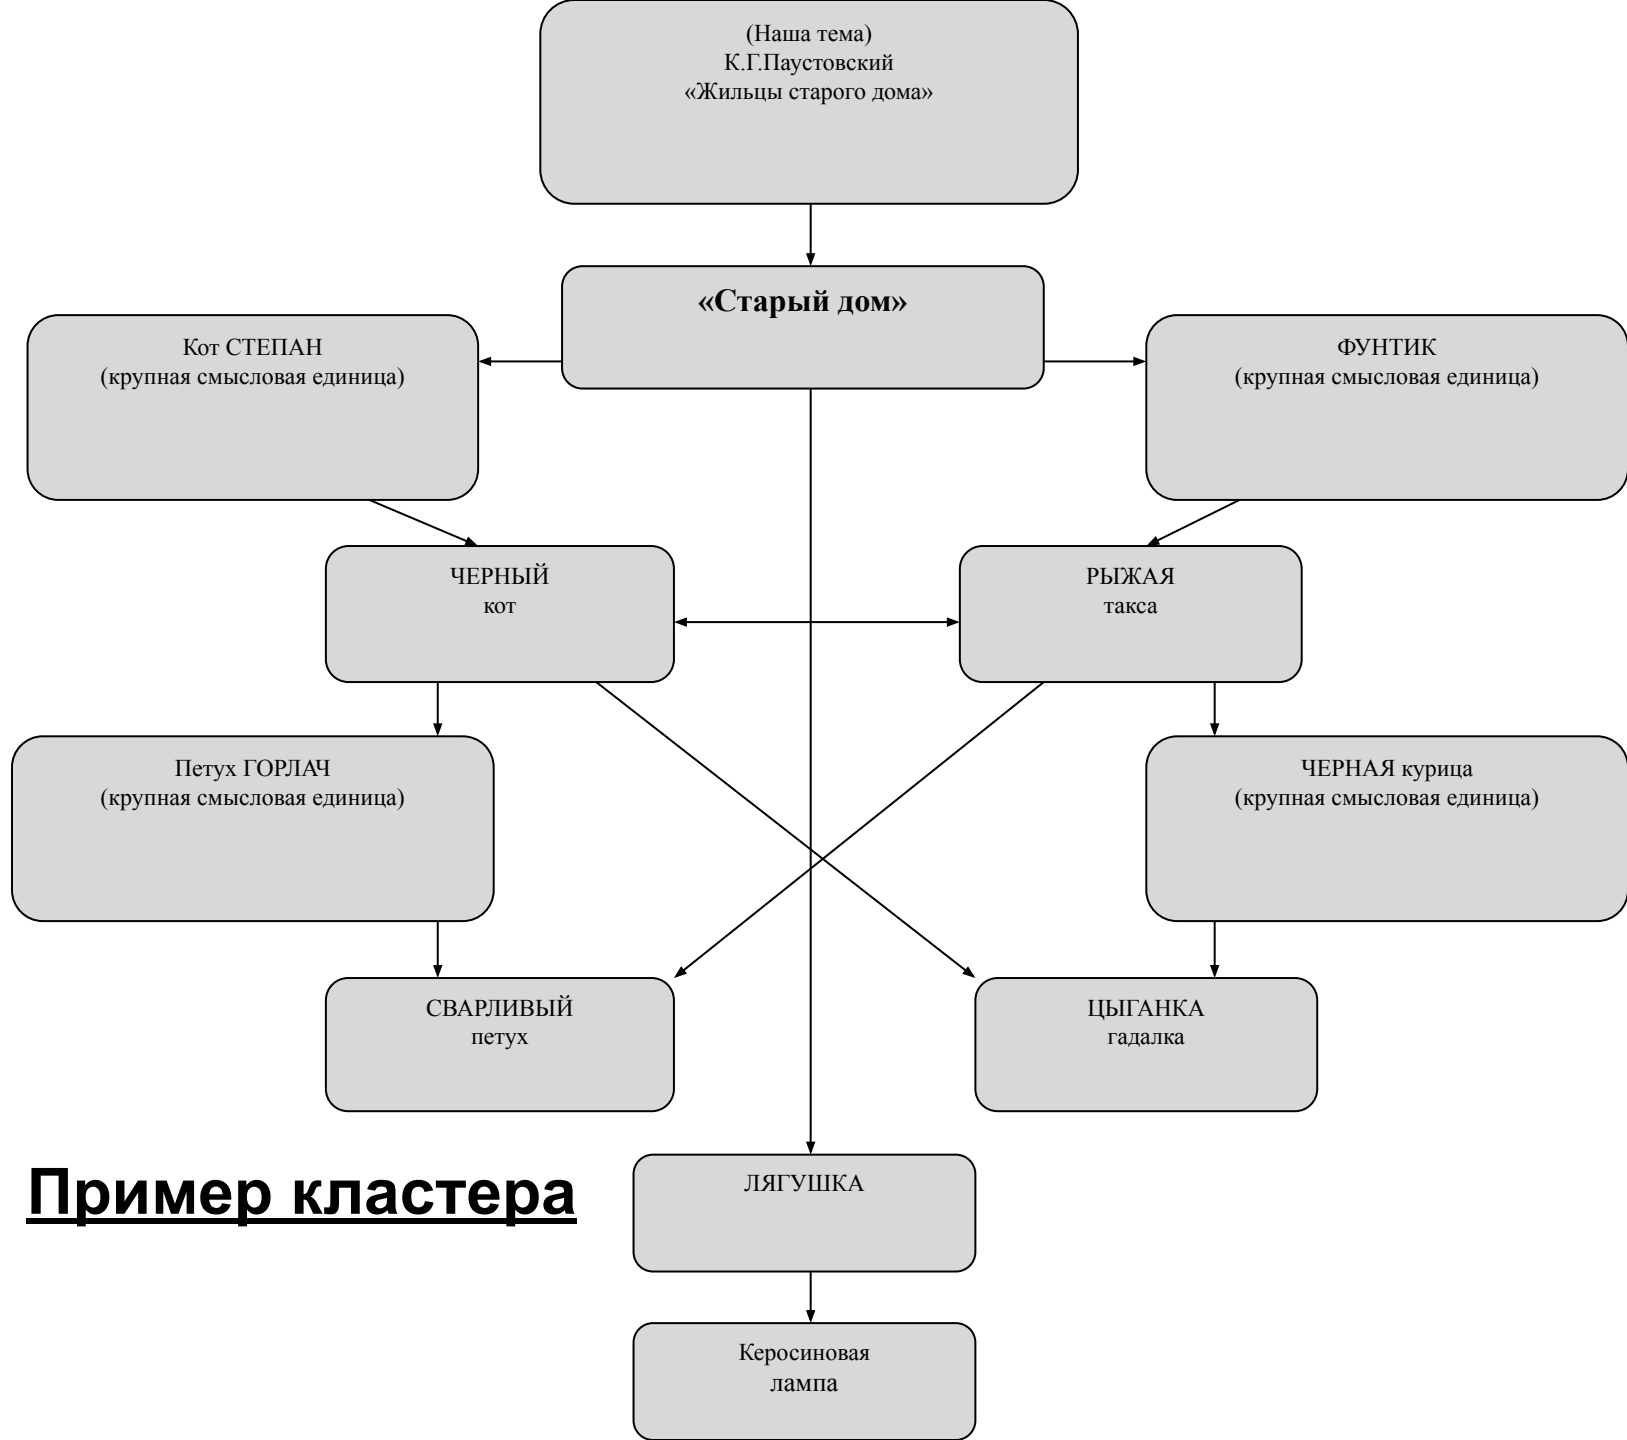 (Наша тема)
К.Г.Паустовский
«Жильцы старого дома»
«Старый дом»
Кот СТЕПАН
(крупная смысловая единица)
ФУНТИК
(крупная смысловая единица)
ЧЕРНЫЙ
кот
РЫЖАЯ
такса
Петух ГОРЛАЧ
(крупная смысловая единица)
ЧЕРНАЯ курица
(крупная смысловая единица)
СВАРЛИВЫЙ
петух
ЦЫГАНКА
гадалка
ЛЯГУШКА
Пример кластера
Керосиновая
лампа